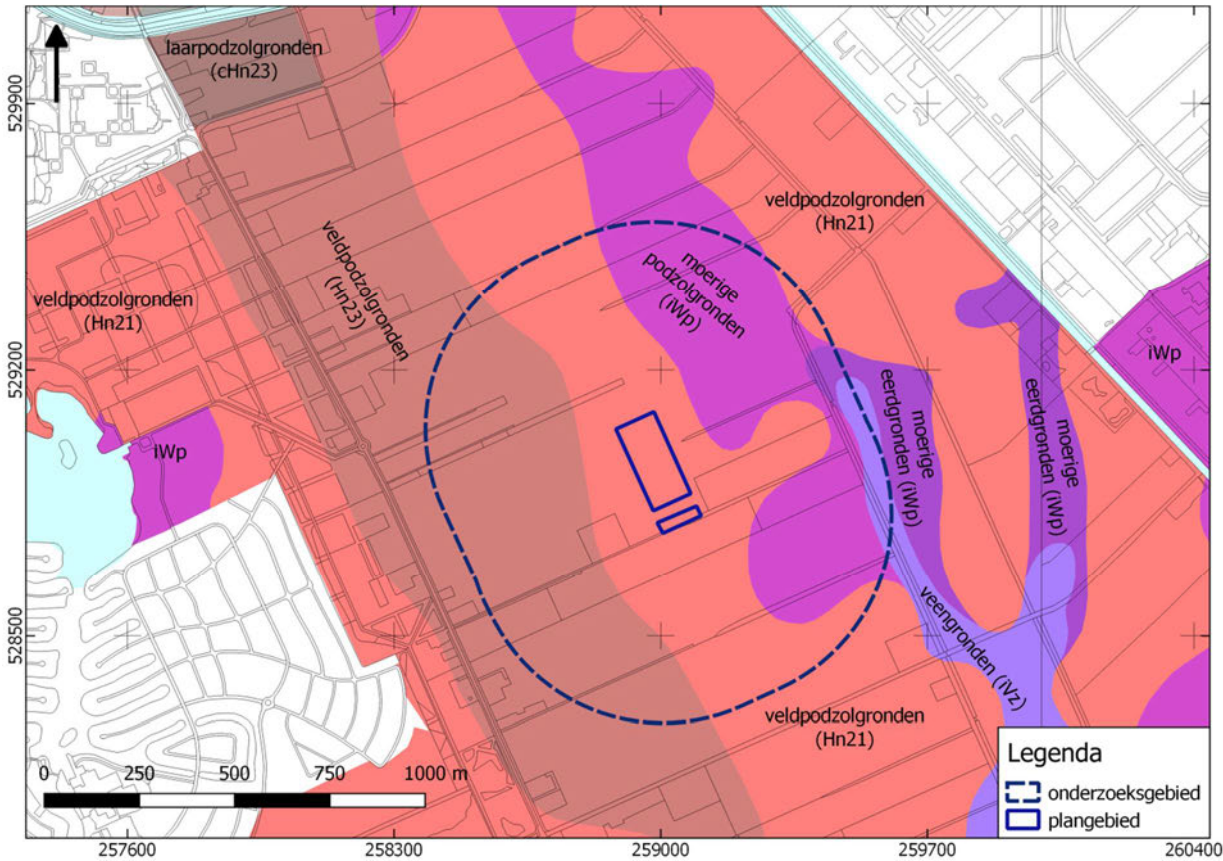 laarpodzolgronden
(cHn23)
529900
veldpodzolgronden
(Hn21)
veldpodzolgronden
(Hn23)
moerige
podzolgronden
(iWp)
veldpodzolgronden
(Hn21)
iWp
529200
iWp
moerige
eerdgronden (iWp)
moerige
eerdgronden (iWp)
528500
veengronden (iVz)
veldpodzolgronden
(Hn21)
Legenda
onderzoeksgebied
plangebied
0 250 500 750 1000 m
257600 258300 259000 259700 260400